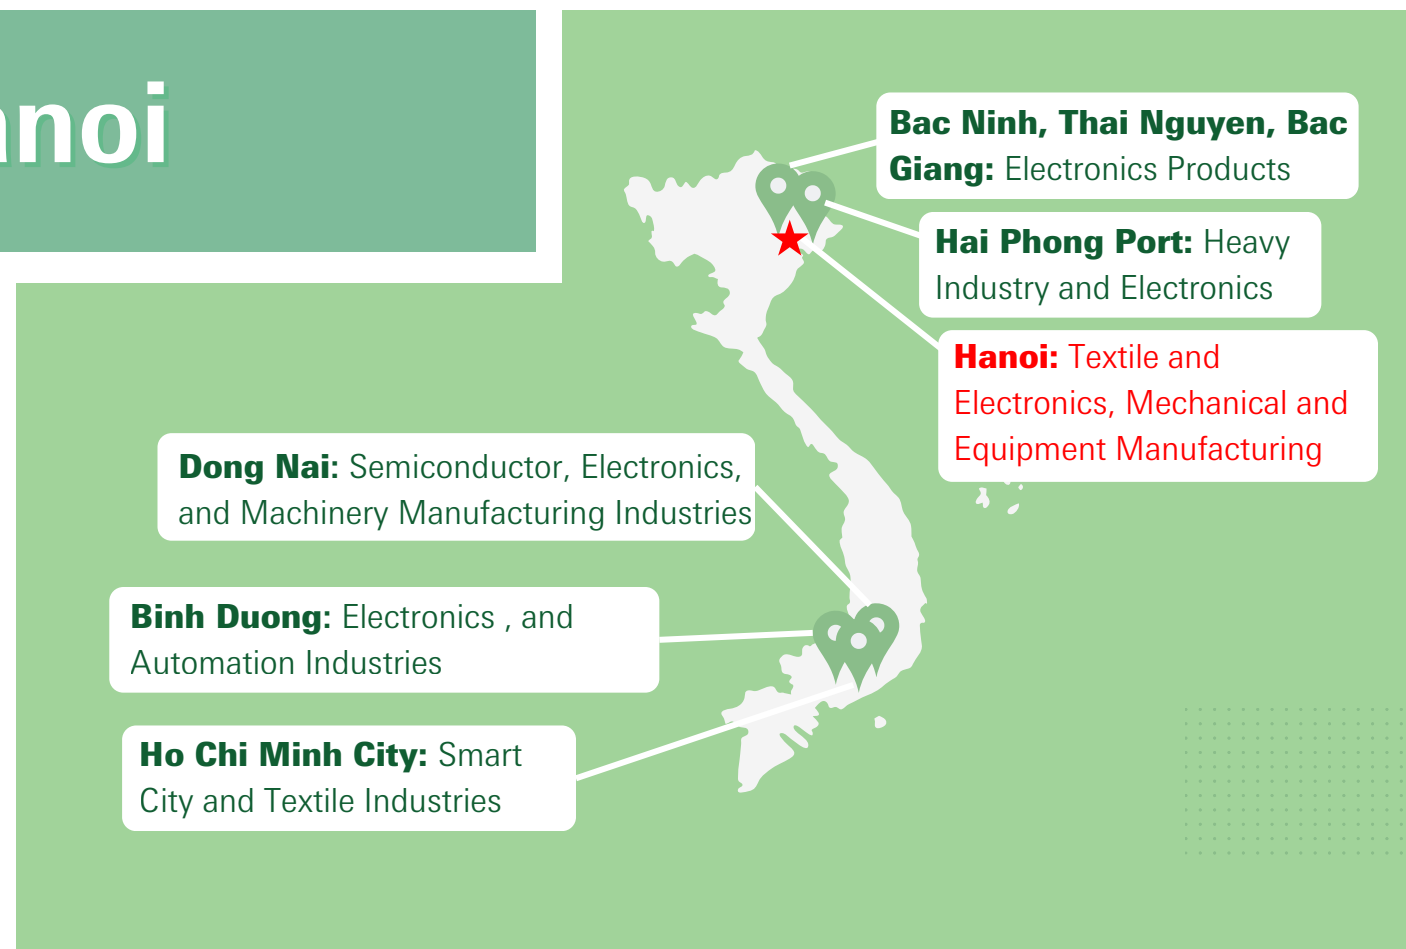 anoi
Bac Ninh, Thai Nguyen, Bac
Giang: Electronics Products
Hai Phong Port: Heavy
Industry and Electronics
Hanoi: Textile and
Electronics, Mechanical and
Equipment Manufacturing
Dong Nai: Semiconductor, Electronics,
and Machinery Manufacturing Industries
Binh Duong: Electronics , and
Automation Industries
Ho Chi Minh City: Smart
City and Textile Industries